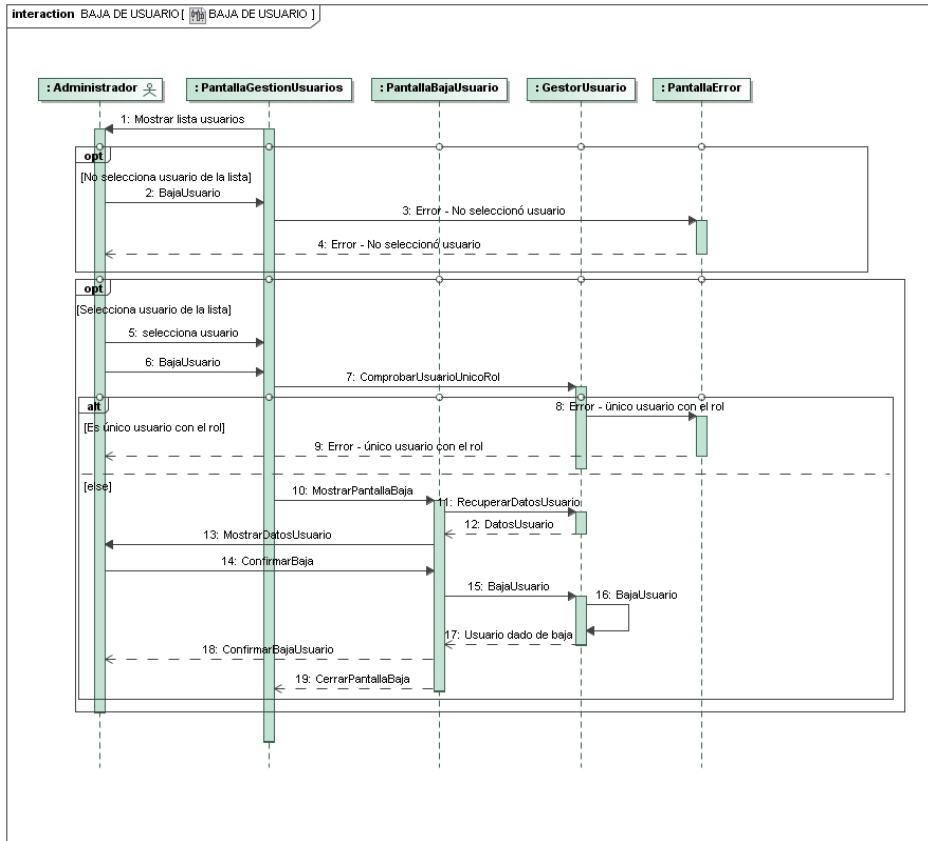 interaction BAJA DE USUARIO[ BAJA DE USUARIO ]
: Administrador
: PantallaGestionUsuarios
: PantallaBajaUsuario
: GestorUsuario
: PantallaError
1: Mostrar lista usuarios
opt
[No selecciona usuario de la lista]
2: BajaUsuario
3: Error - No seleccionó usuario
4: Error - No seleccionó usuario
opt
[Selecciona usuario de la lista]
5: selecciona usuario
6: BajaUsuario
7: ComprobarUsuarioUnicoRol
alt
8: Error - único usuario con el rol
[Es único usuario con el rol]
9: Error - único usuario con el rol
[else]
10: MostrarPantallaBaja
11: RecuperarDatosUsuario
12: DatosUsuario
13: MostrarDatosUsuario
14: ConfirmarBaja
15: BajaUsuario
16: BajaUsuario
17: Usuario dado de baja
18: ConfirmarBajaUsuario
19: CerrarPantallaBaja